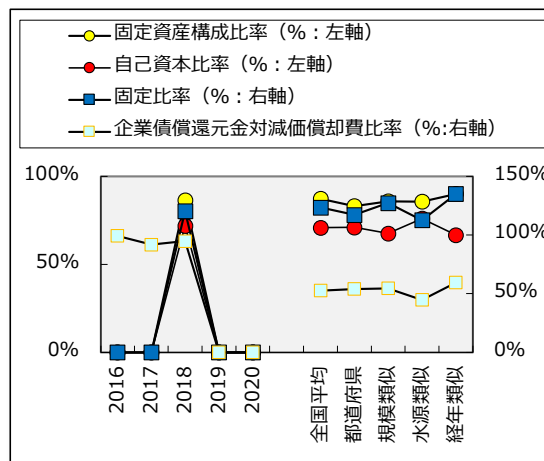 固定資産構成比率（%：左軸）
自己資本比率（%：左軸）
固定比率（%：右軸）
企業債償還元金対減価償却費比率（%:右軸）
100%
50%
0%
150%
100%
50%
0%
2016
2017
2018
2019
2020
全国平均
都道府県
規模類似
水源類似
経年類似